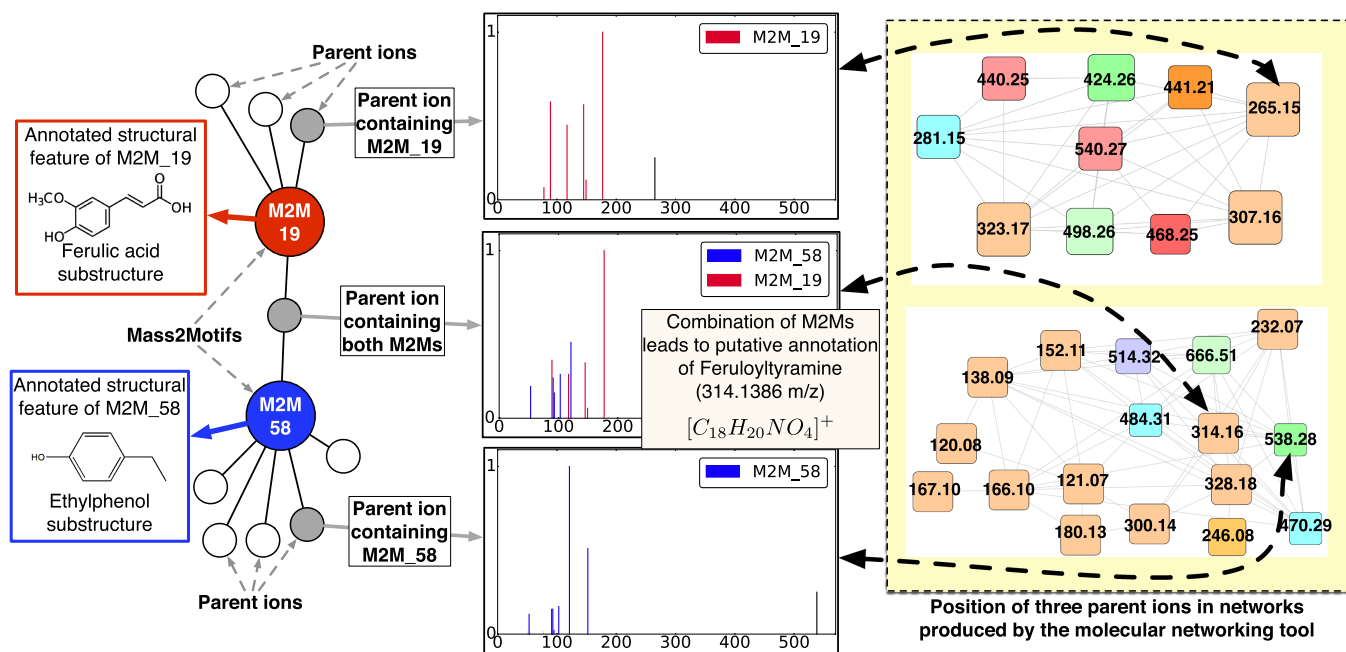 Parent ions
Parent ion
containing
M2M_19
Annotated structural
feature of M2M_19
O
H₃CO
OH
HO
Ferulic acid
substructure
M2M
19
Parent ion
containing
both M2Ms
Mass2Motifs
Annotated structural
feature of M2M_58
HO
Ethylphenol
substructure
M2M
58
Parent ion
containing
M2M_58
Parent ions
1
M2M_19
0
0 100 200 300 400 500
1
M2M_58
M2M_19
0
0 100 200
Combination of M2Ms
leads to putative annotation
of Feruloyltyramine
(314.1386 m/z)
[C₁₈H₂₀NO₄]⁺
1
M2M_58
0
0 100 200 300 400 500
440.25
424.26
441.21
265.15
281.15
540.27
323.17
498.26
468.25
307.16
232.07
152.11
514.32
666.51
138.09
484.31
314.16
538.28
120.08
167.10
166.10
121.07
328.18
180.13
300.14
246.08
470.29
Position of three parent ions in networks
produced by the molecular networking tool